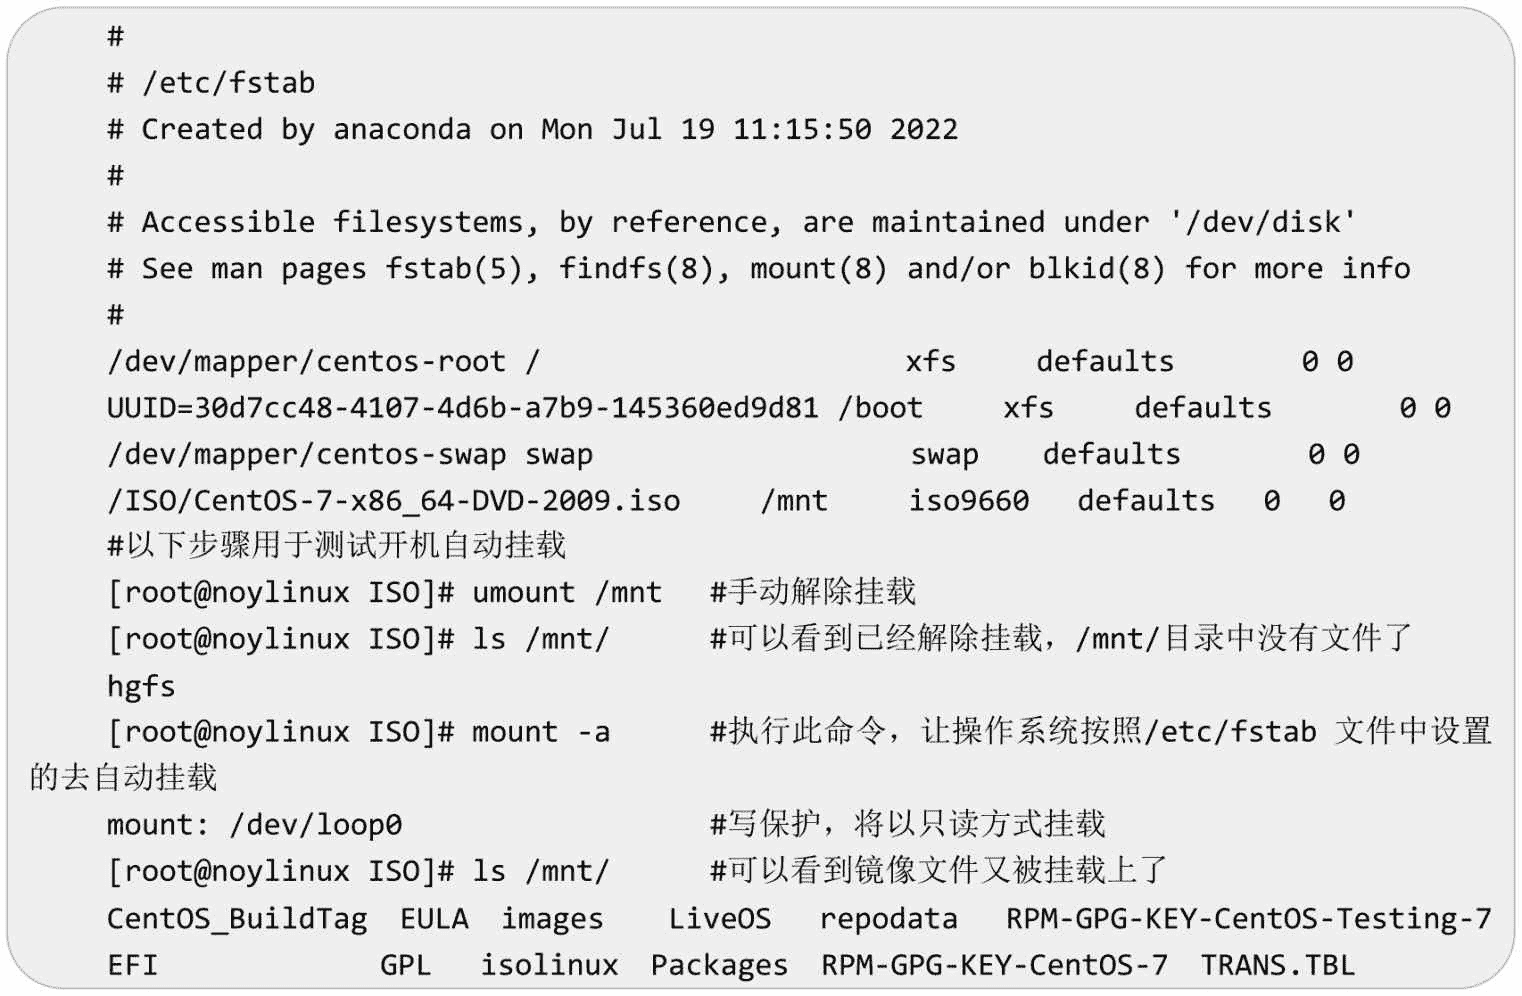 #
# /etc/fstab
# Created by anaconda on Mon Jul 19 11:15:50 2022
#
# Accessible filesystems, by reference, are maintained under '/dev/disk'
# See man pages fstab(5), findfs(8), mount(8) and/or blkid(8) for more info
#
/dev/mapper/centos-root /                     xfs     defaults        0 0
UUID=30d7cc48-4107-4d6b-a7b9-145360ed9d81 /boot     xfs     defaults        0 0
/dev/mapper/centos-swap swap                   swap    defaults        0 0
/ISO/CentOS-7-x86_64-DVD-2009.iso     /mnt     iso9660   defaults   0   0
#以下步骤用于测试开机自动挂载
[root@noylinux ISO]# umount /mnt   #手动解除挂载
[root@noylinux ISO]# ls /mnt/      #可以看到已经解除挂载，/mnt/目录中没有文件了
hgfs
[root@noylinux ISO]# mount -a      #执行此命令，让操作系统按照/etc/fstab 文件中设置
的去自动挂载
mount: /dev/loop0                  #写保护，将以只读方式挂载
[root@noylinux ISO]# ls /mnt/      #可以看到镜像文件又被挂载上了
CentOS_BuildTag  EULA  images    LiveOS   repodata   RPM-GPG-KEY-CentOS-Testing-7
EFI             GPL   isolinux  Packages  RPM-GPG-KEY-CentOS-7  TRANS.TBL